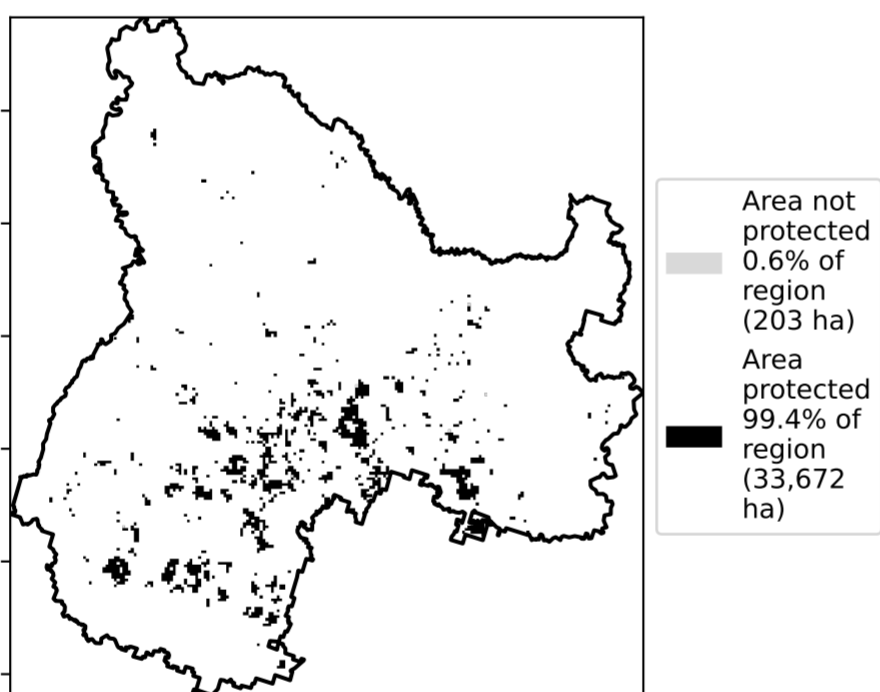 Area not
protected
0.6% of
region
(203 ha)
Area
protected
99.4% of
region
(33,672
ha)